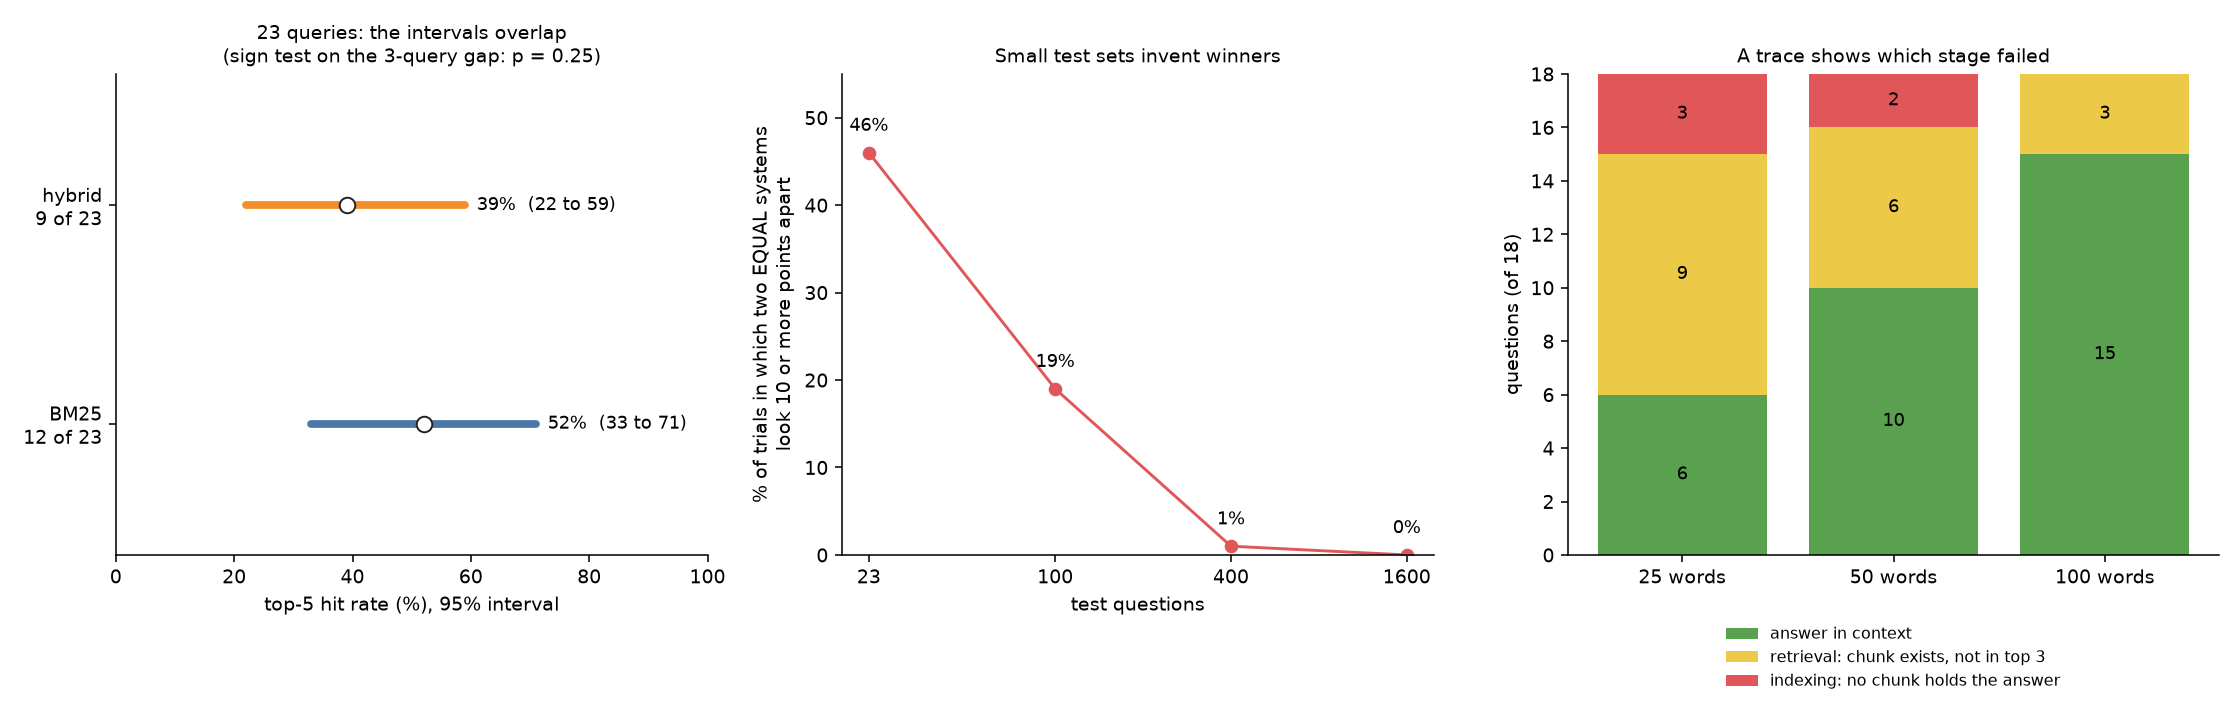 23 queries: the intervals overlap
(sign test on the 3-query gap: p = 0.25)
hybrid
9 of 23
39%  (22 to 59)
BM25
12 of 23
52%  (33 to 71)
0 20 40 60 80 100
top-5 hit rate (%), 95% interval
Small test sets invent winners
% of trials in which two EQUAL systems
look 10 or more points apart
50
40
30
20
10
0
46%
19%
1%
0%
23 100 400 1600
test questions
A trace shows which stage failed
questions (of 18)
18
16
14
12
10
8
6
4
2
0
3
9
6
2
6
10
3
15
25 words 50 words 100 words
answer in context
retrieval: chunk exists, not in top 3
indexing: no chunk holds the answer